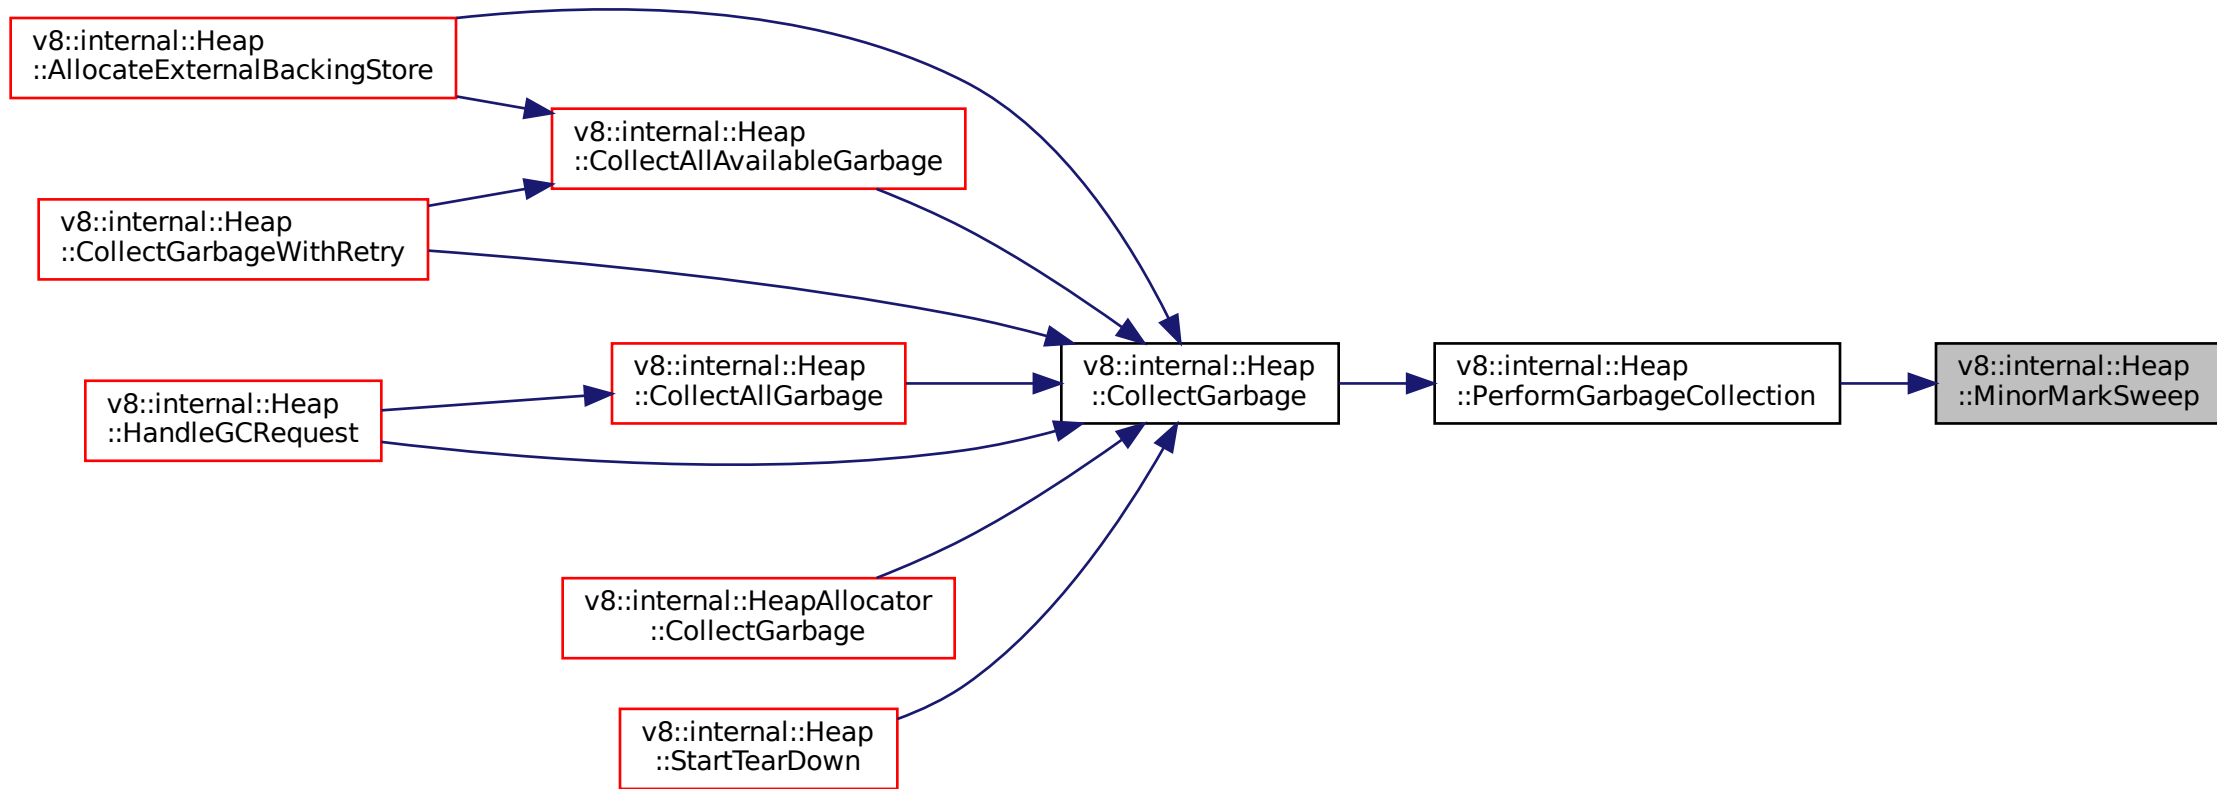 v8::internal::Heap
::AllocateExternalBackingStore
v8::internal::Heap
::CollectAllAvailableGarbage
v8::internal::Heap
::CollectGarbageWithRetry
v8::internal::Heap
::CollectAllGarbage
v8::internal::Heap
::HandleGCRequest
v8::internal::Heap
::CollectGarbage
v8::internal::Heap
::PerformGarbageCollection
v8::internal::Heap
::MinorMarkSweep
v8::internal::HeapAllocator
::CollectGarbage
v8::internal::Heap
::StartTearDown